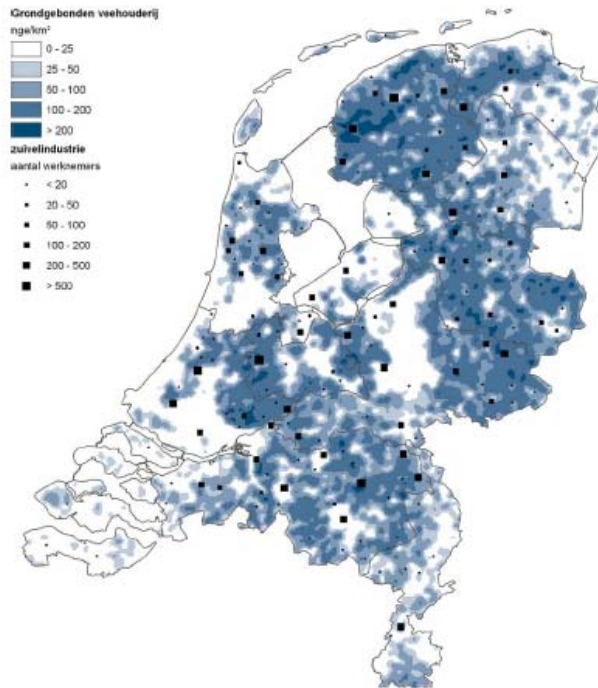 Grondgebonden veehouderij
nge/km²
0 - 25
25 - 50
50 - 100
100 - 200
> 200
zuivelindustrie
aantal werknemers
< 20
20 - 50
50 - 100
100 - 200
200 - 500
> 500